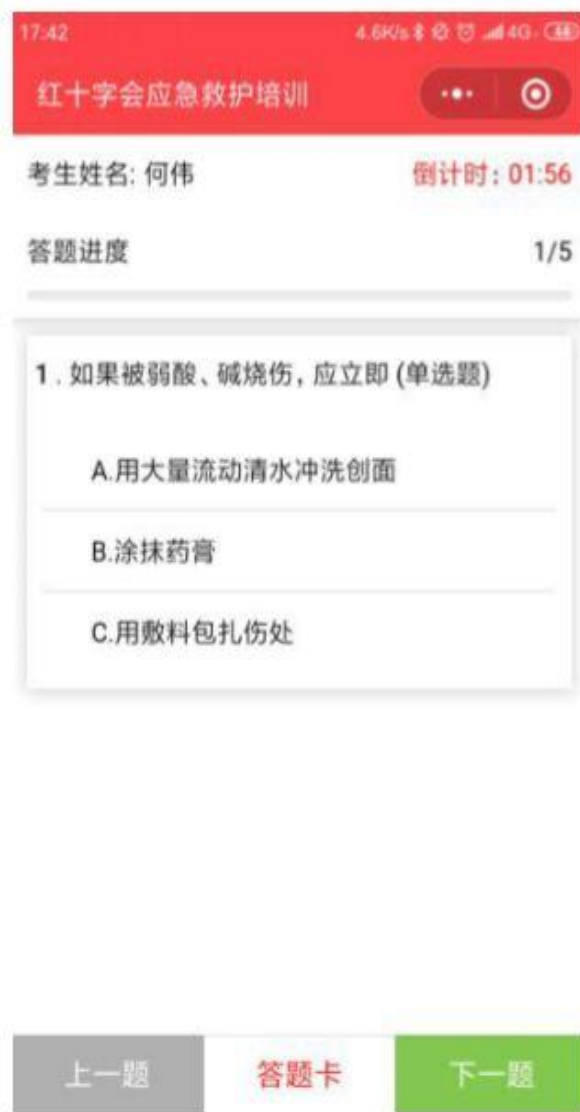 17:42 4.6K/s 4G
红十字会应急救护培训
考生姓名: 何伟 倒计时: 01:56
答题进度 1/5
1 . 如果被弱酸、碱烧伤, 应立即 (单选题)
A.用大量流动清水冲洗创面
B.涂抹药膏
C.用敷料包扎伤处
上一题 答题卡 下一题